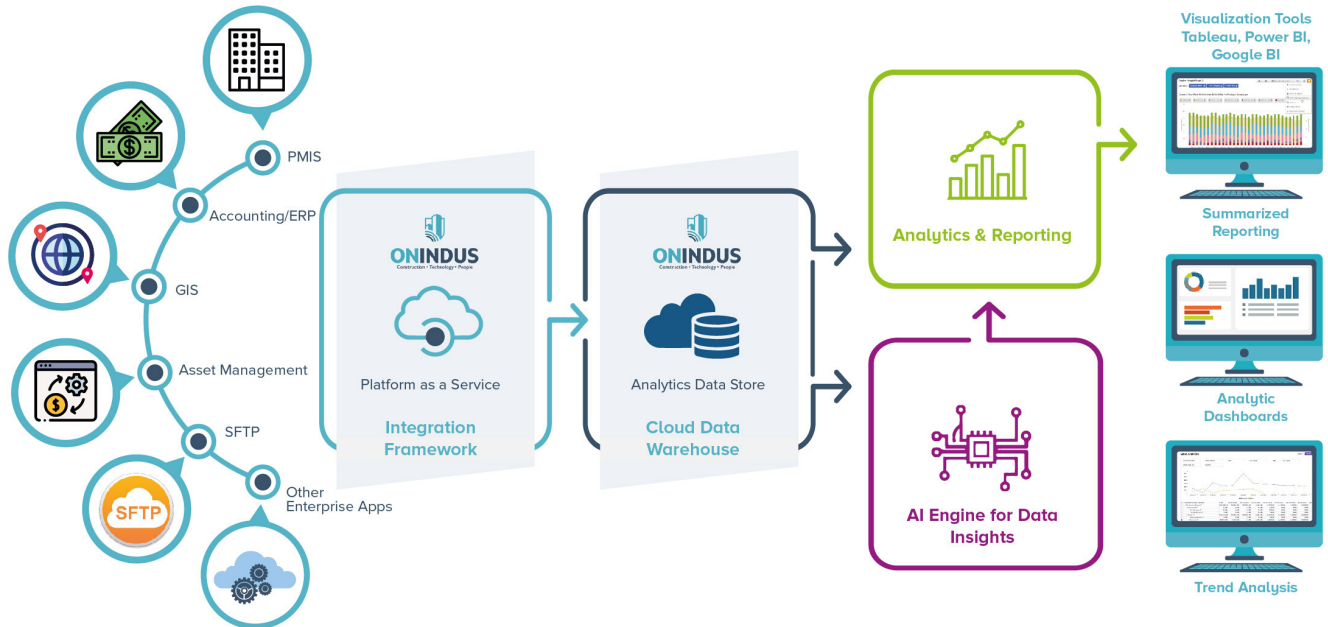 Visualization Tools
Tableau, Power BI,
Google BI
PMIS
Accounting/ERP
GIS
Asset Management
SFTP
SFTP
Other
Enterprise Apps
ONINDUS
Construction • Technology • People
Platform as a Service
Integration
Framework
ONINDUS
Construction • Technology • People
Analytics Data Store
Cloud Data
Warehouse
Analytics & Reporting
AI Engine for Data
Insights
Summarized
Reporting
Analytic
Dashboards
Trend Analysis